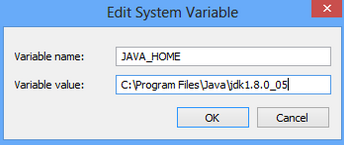 Edit System Variable
Variable name: JAVA_HOME
Variable value: C:\Program Files\Java\jdk1.8.0_05
OK Cancel